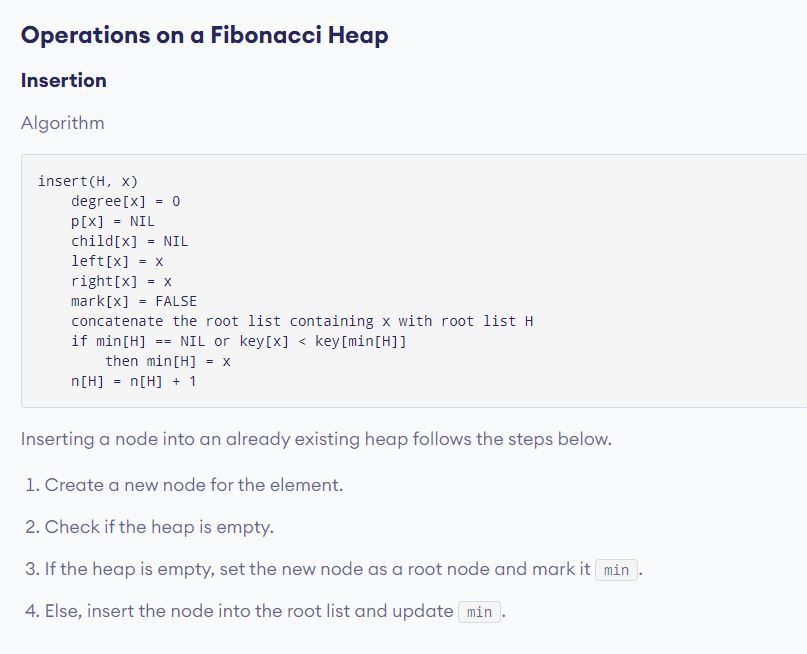 Operations on a Fibonacci Heap
Insertion
Algorithm
insert(H, x)
    degree[x] = 0
    p[x] = NIL
    child[x] = NIL
    left[x] = x
    right[x] = x
    mark[x] = FALSE
    concatenate the root list containing x with root list H
    if min[H] == NIL or key[x] < key[min[H]]
        then min[H] = x
    n[H] = n[H] + 1
Inserting a node into an already existing heap follows the steps below.
1. Create a new node for the element.
2. Check if the heap is empty.
3. If the heap is empty, set the new node as a root node and mark it min.
4. Else, insert the node into the root list and update min.